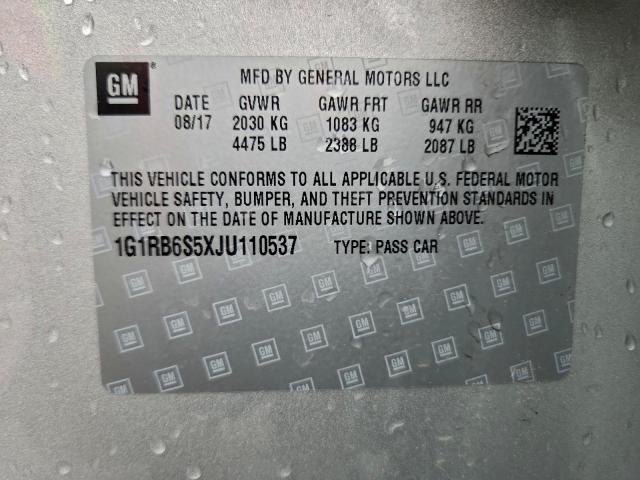 GM
MFD BY GENERAL MOTORS LLC
DATE GVWR GAWR FRT GAWR RR
08/17 2030 KG 1083 KG 947 KG
4475 LB 2388 LB 2087 LB
THIS VEHICLE CONFORMS TO ALL APPLICABLE U.S. FEDERAL MOTOR
VEHICLE SAFETY, BUMPER, AND THEFT PREVENTION STANDARDS IN
EFFECT ON THE DATE OF MANUFACTURE SHOWN ABOVE.
1G1RB6S5XJU110537 TYPE: PASS CAR